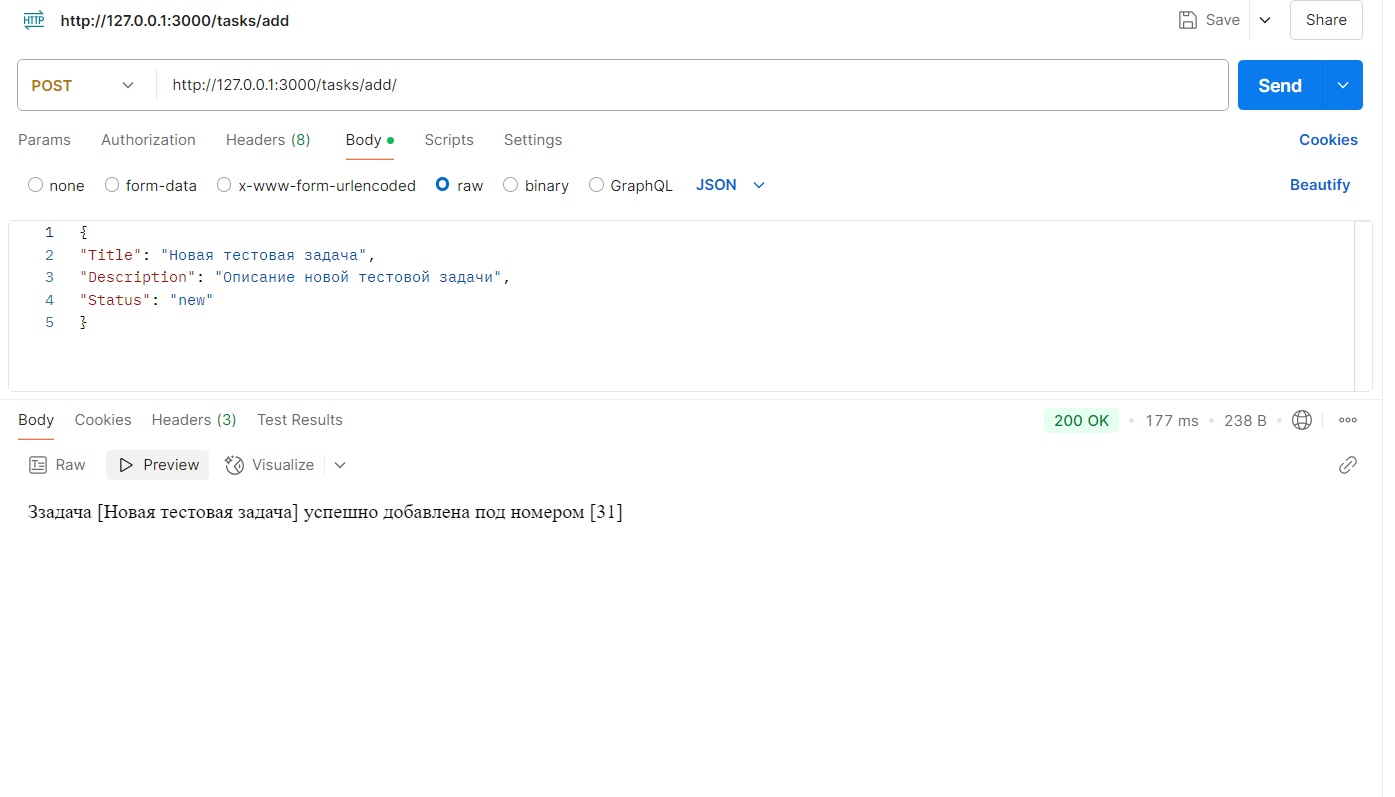 HTTP http://127.0.0.1:3000/tasks/add Save Share
POST http://127.0.0.1:3000/tasks/add/ Send
Params Authorization Headers (8) Body Scripts Settings Cookies
none form-data x-www-form-urlencoded raw binary GraphQL JSON Beautify
1 {
2 "Title": "Новая тестовая задача",
3 "Description": "Описание новой тестовой задачи",
4 "Status": "new"
5 }
Body Cookies Headers (3) Test Results 200 OK 177 ms 238 B
Raw Preview Visualize
Ззадача [Новая тестовая задача] успешно добавлена под номером [31]